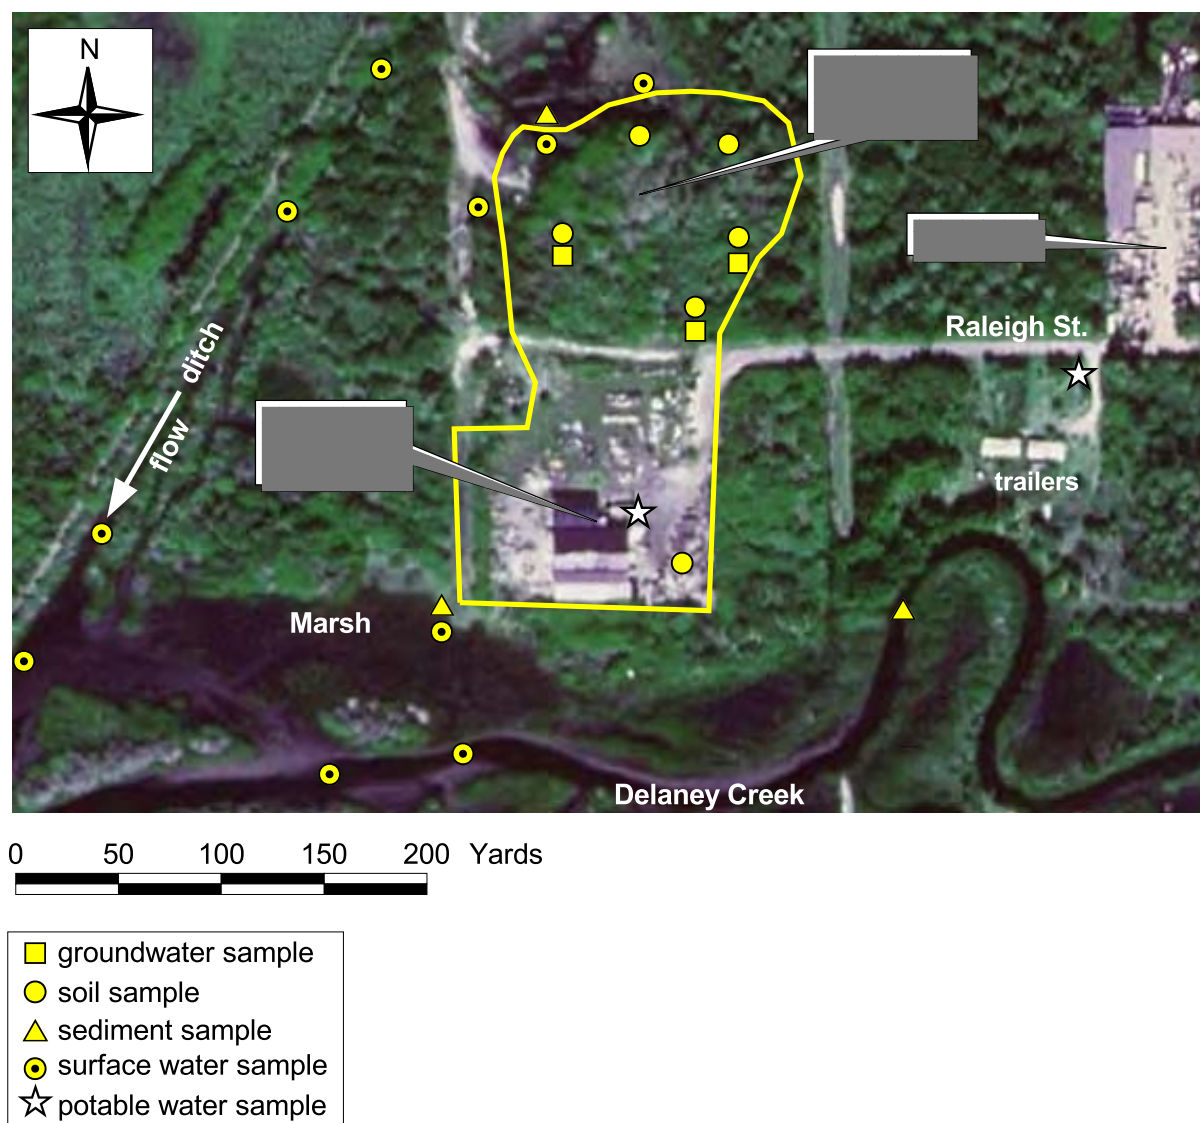 N
Raleigh St.
ditch
flow
trailers
Marsh
Delaney Creek
0 50 100 150 200 Yards
groundwater sample
soil sample
sediment sample
surface water sample
potable water sample